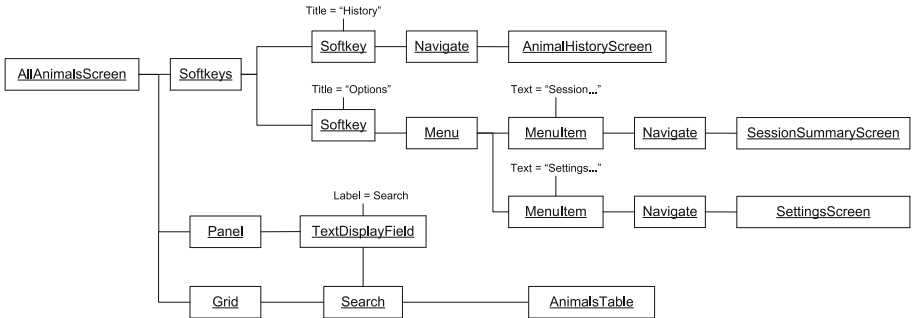 Title = “History”
Softkey
Navigate
AnimalHistoryScreen
AllAnimalsScreen
Softkeys
Title = “Options”
Text = “Session...”
Softkey
Menu
MenuItem
Navigate
SessionSummaryScreen
Text = “Settings...”
Label = Search
MenuItem
Navigate
SettingsScreen
Panel
TextDisplayField
Grid
Search
AnimalsTable